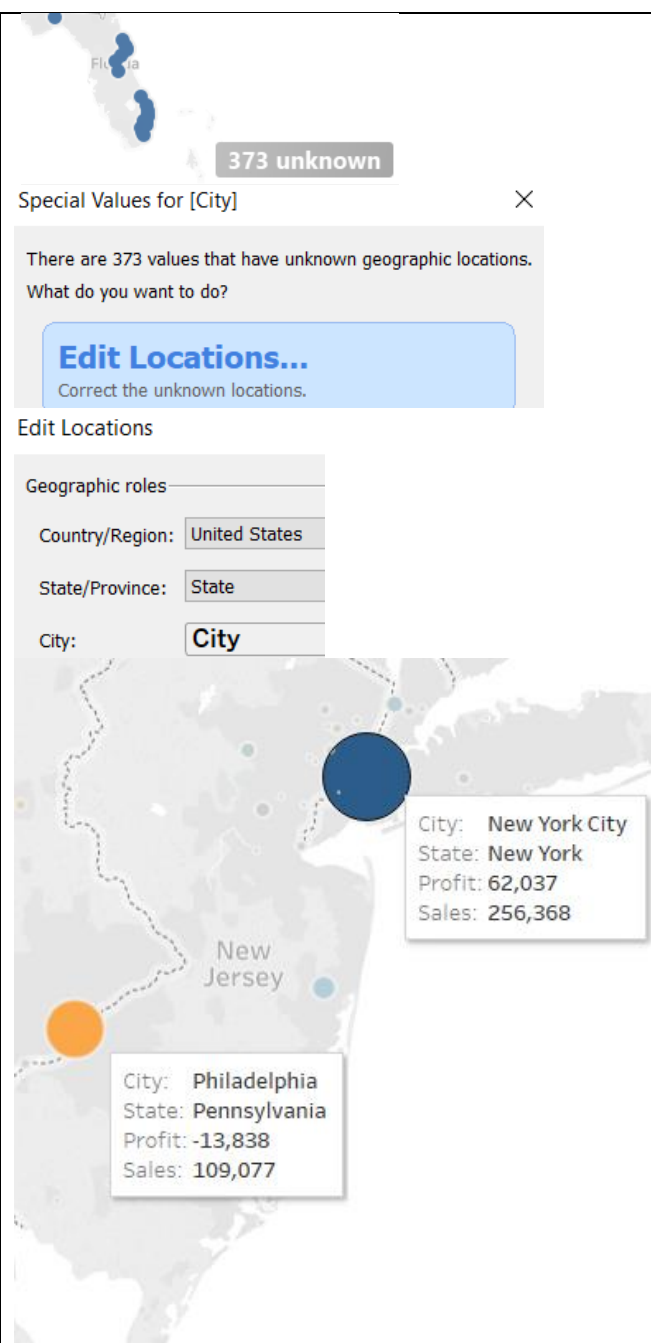 Florida
373 unknown
Special Values for [City]
There are 373 values that have unknown geographic locations.
What do you want to do?
Edit Locations...
Correct the unknown locations.
Edit Locations
Geographic roles
Country/Region: United States
State/Province: State
City: City
City: New York City
State: New York
Profit: 62,037
Sales: 256,368
New
Jersey
City: Philadelphia
State: Pennsylvania
Profit: -13,838
Sales: 109,077